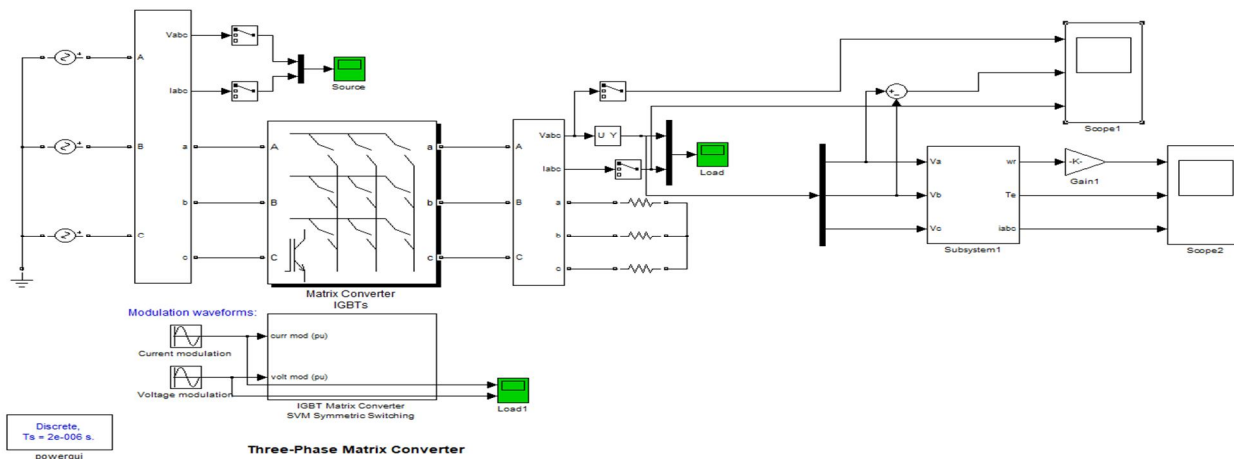 Vabc
A
Iabc
Source
B
a
b
C
c
A
B
C
a
b
c
Matrix Converter
IGBTs
Vabc
A
Iabc
B
a
b
C
c
U Y
Load
Scope1
Va
Vb
Vc
wr
Te
iabc
Subsystem1
-K-
Gain1
Scope2
Modulation waveforms:
Current modulation
Voltage modulation
curr mod (pu)
volt mod (pu)
IGBT Matrix Converter
SVM Symmetric Switching
Load1
Discrete,
Ts = 2e-006 s.
powergui
Three-Phase Matrix Converter